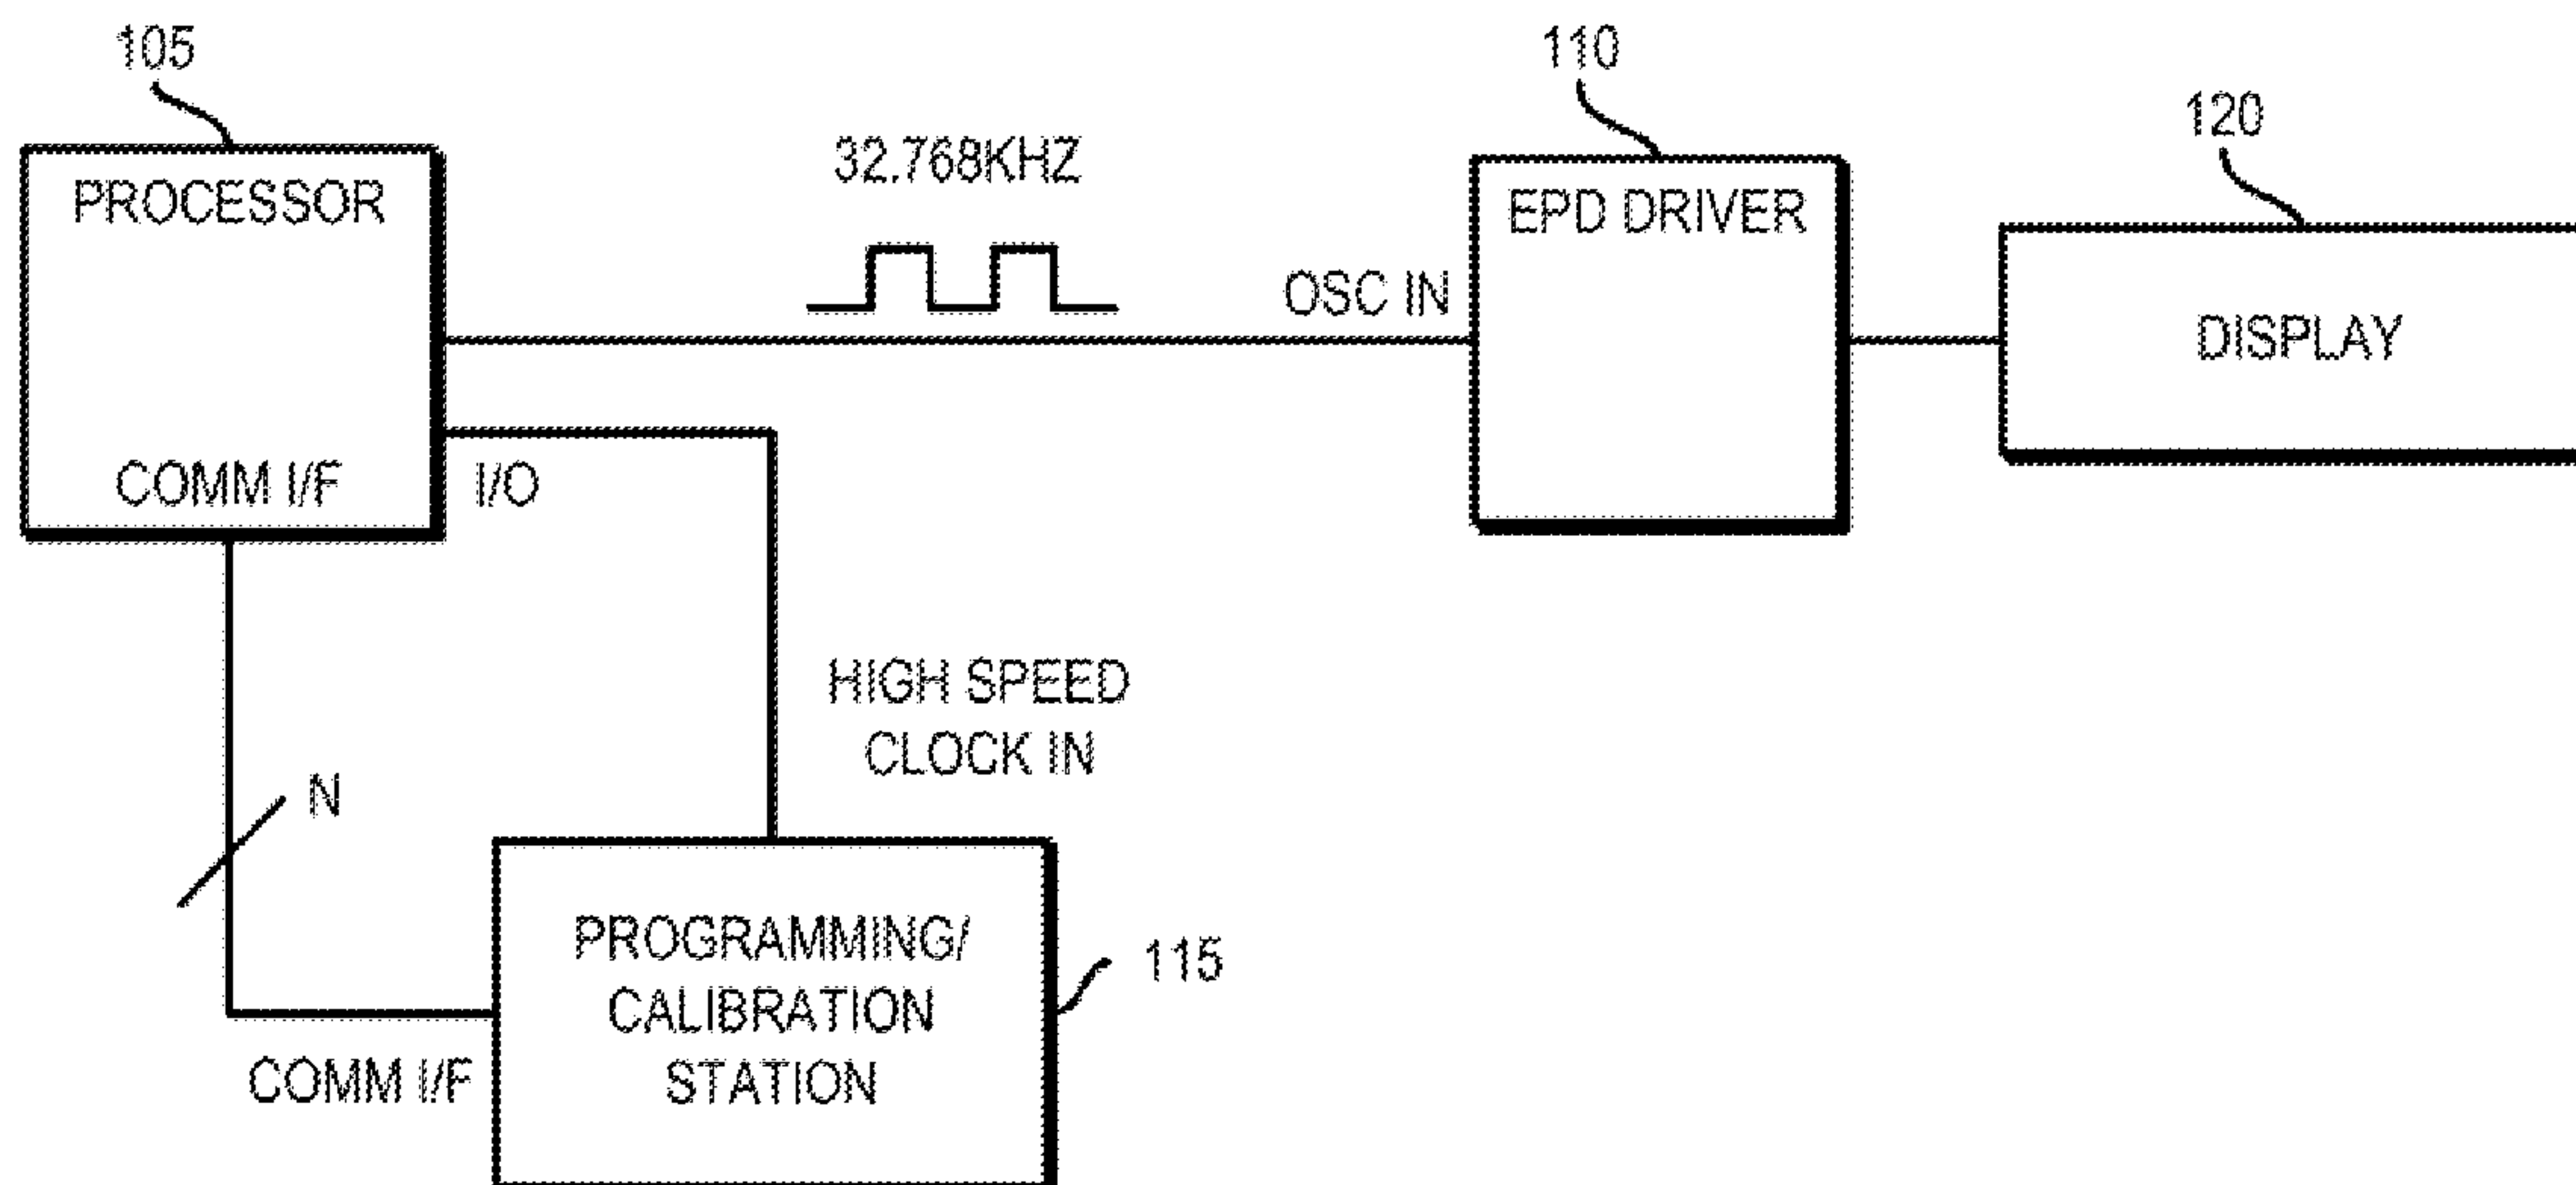 105
110
120
32.768KHZ
PROCESSOR
EPD DRIVER
OSC IN
DISPLAY
COMM I/F
I/O
HIGH SPEED
CLOCK IN
N
PROGRAMMING/
CALIBRATION
STATION
115
COMM I/F